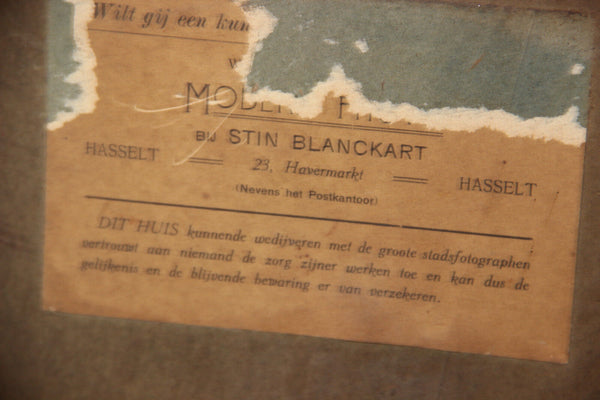 Wilt gij een kun
MODERN
BIJ STIN BLANCKART
HASSELT 23, Havermarkt HASSELT
(Nevens het Postkantoor)
DIT HUIS kunnende wedijveren met de groote stadsfotographen
vertrouwt aan niemand de zorg zijner werken toe en kan dus de
gelijkenis en de blijvende bewaring er van verzekeren.